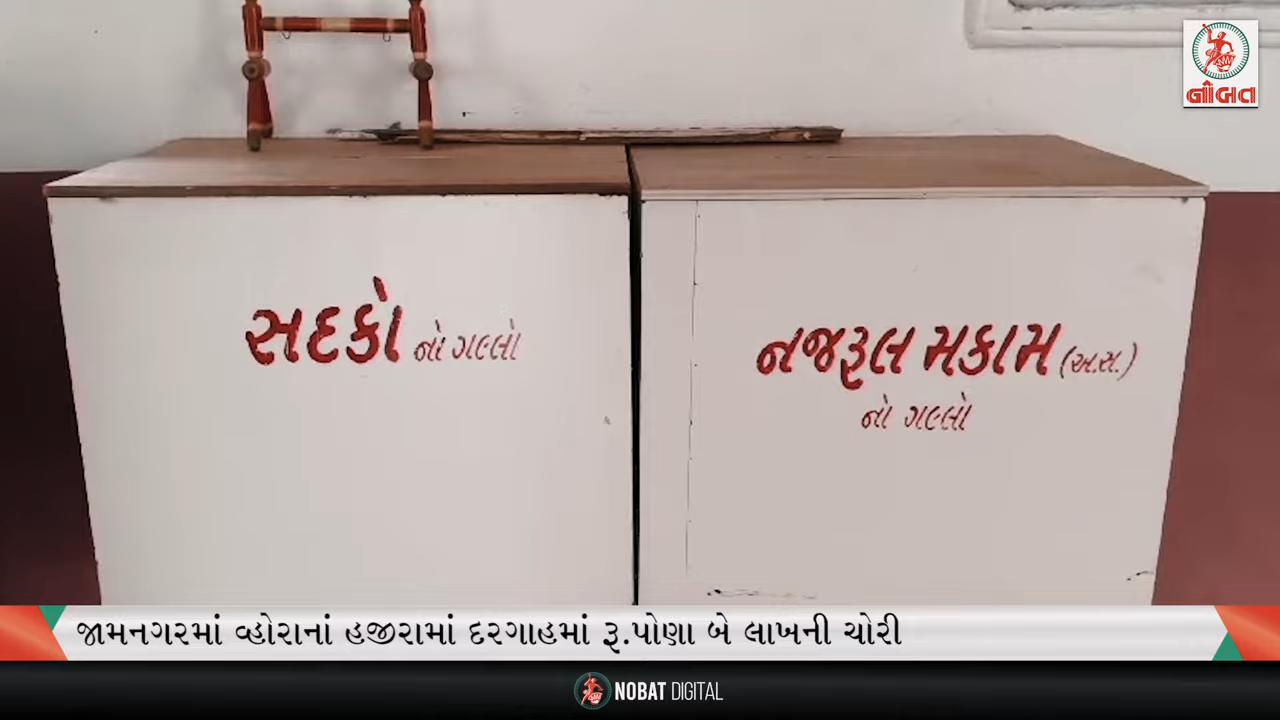 નોબત
સદકો નો ગલ્લો
નજરૂલ મકામ (અ.સ.)
નો ગલ્લો
જામનગરમાં વ્હોરાનાં હજીરામાં દરગાહમાં રૂ.પોણા બે લાખની ચોરી
NOBAT DIGITAL